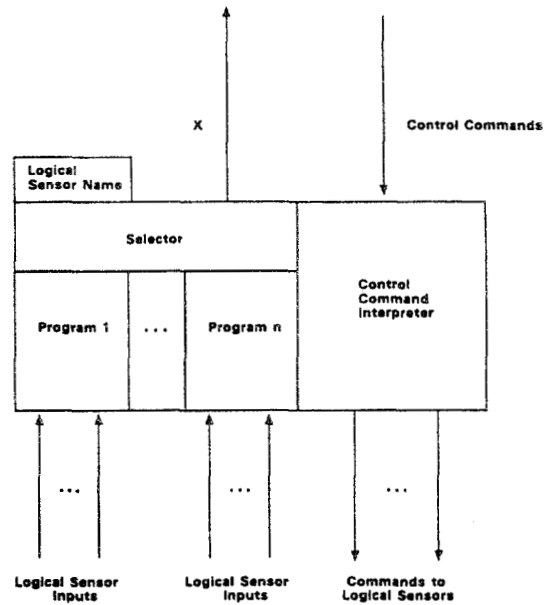 X
Control Commands
Logical
Sensor Name
Selector
Control
Command
Interpreter
Program 1
...
Program n
...
...
...
Logical Sensor
Inputs
Logical Sensor
Inputs
Commands to
Logical Sensors